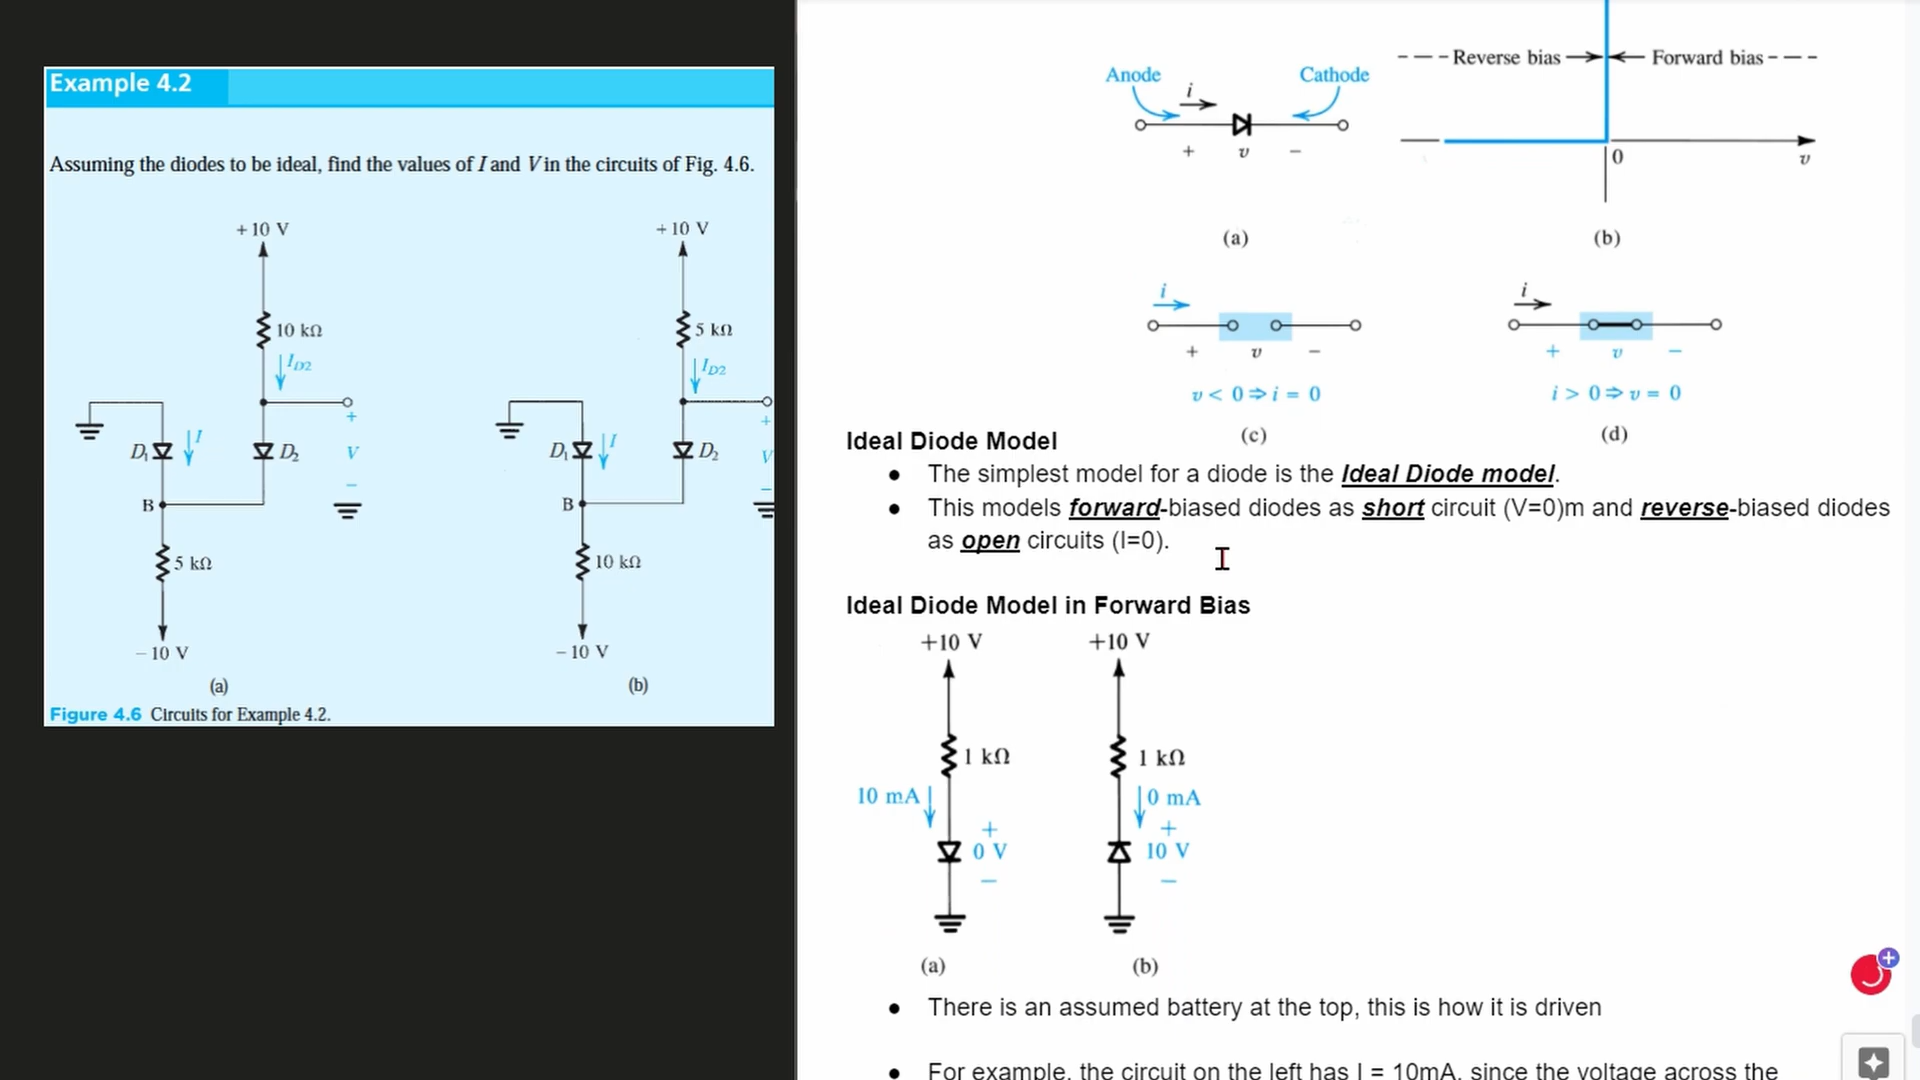 Example 4.2
Assuming the diodes to be ideal, find the values of I and V in the circuits of Fig. 4.6.
+ 10 V
10 kΩ
I_D2
D₁
I
D₂
+
V
−
B
5 kΩ
− 10 V
(a)
+ 10 V
5 kΩ
I_D2
D₁
I
D₂
+
V
−
B
10 kΩ
− 10 V
(b)
Figure 4.6 Circuits for Example 4.2.
Anode
i
Cathode
+ v −
(a)
Reverse bias
Forward bias
0
v
(b)
i
+ v −
v < 0 ⇒ i = 0
(c)
i
+ v −
i > 0 ⇒ v = 0
(d)
Ideal Diode Model
● The simplest model for a diode is the Ideal Diode model.
● This models forward-biased diodes as short circuit (V=0)m and reverse-biased diodes
as open circuits (I=0).
Ideal Diode Model in Forward Bias
+10 V
1 kΩ
10 mA
+
0 V
−
(a)
+10 V
1 kΩ
0 mA
+
10 V
−
(b)
● There is an assumed battery at the top, this is how it is driven
● For example, the circuit on the left has I = 10mA, since the voltage across the